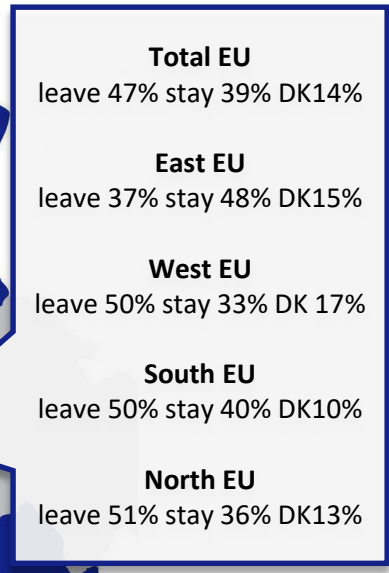 Total EU
leave 47% stay 39% DK14%
East EU
leave 37% stay 48% DK15%
West EU
leave 50% stay 33% DK 17%
South EU
leave 50% stay 40% DK10%
North EU
leave 51% stay 36% DK13%